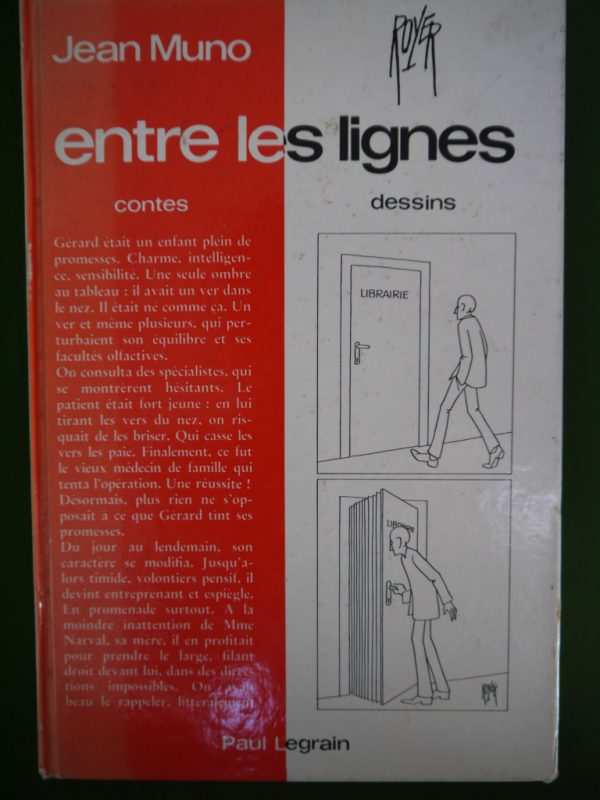 Jean Muno
ROYER
entre les lignes
contes
dessins
Gérard était un enfant plein de
promesses. Charme, intelligen-
ce, sensibilité. Une seule ombre
au tableau : il avait un ver dans
le nez. Il était né comme ça. Un
ver et même plusieurs, qui per-
turbaient son équilibre et ses
facultés olfactives.
On consulta des spécialistes, qui
se montrèrent hésitants. Le
patient était fort jeune : en lui
tirant les vers du nez, on ris-
quait de les briser. Qui casse les
vers les paie. Finalement, ce fut
le vieux médecin de famille qui
tenta l'opération. Une réussite !
Désormais, plus rien ne s'op-
posait à ce que Gérard tint ses
promesses.
Du jour au lendemain, son
caractère se modifia. Jusqu'a-
lors timide, volontiers pensif, il
devint entreprenant et espiègle.
En promenade surtout. A la
moindre inattention de Mme
Narval, sa mère, il en profitait
pour prendre le large, filant
droit devant lui, dans des direc-
tions impossibles. On avait
beau le rappeler, littéralement
LIBRAIRIE
LIBRAIRIE
ROYER
Paul Legrain